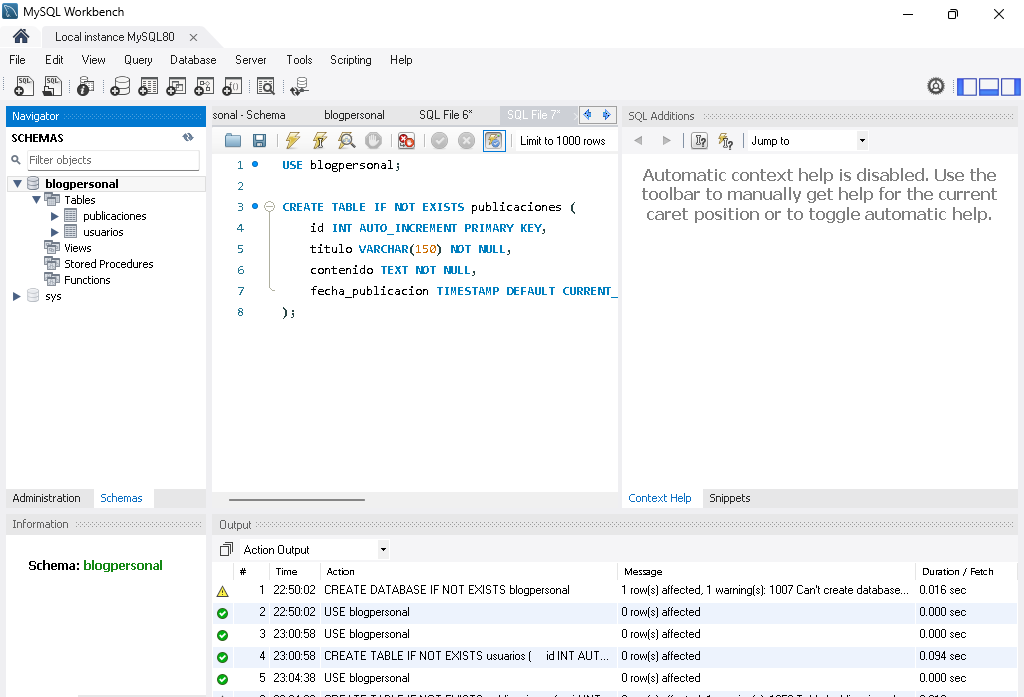 MySQL Workbench
Local instance MySQL80
File Edit View Query Database Server Tools Scripting Help
Navigator
SCHEMAS
Filter objects
blogpersonal
Tables
publicaciones
usuarios
Views
Stored Procedures
Functions
sys
Administration Schemas
Information
Schema: blogpersonal
sonal - Schema blogpersonal SQL File 6* SQL File 7*
Limit to 1000 rows
1 USE blogpersonal;
2
3 CREATE TABLE IF NOT EXISTS publicaciones (
4 id INT AUTO_INCREMENT PRIMARY KEY,
5 titulo VARCHAR(150) NOT NULL,
6 contenido TEXT NOT NULL,
7 fecha_publicacion TIMESTAMP DEFAULT CURRENT_
8 );
SQL Additions
Jump to
Automatic context help is disabled. Use the
toolbar to manually get help for the current
caret position or to toggle automatic help.
Context Help Snippets
Output
Action Output
# Time Action Message Duration / Fetch
1 22:50:02 CREATE DATABASE IF NOT EXISTS blogpersonal 1 row(s) affected, 1 warning(s): 1007 Can't create database... 0.016 sec
2 22:50:02 USE blogpersonal 0 row(s) affected 0.000 sec
3 23:00:58 USE blogpersonal 0 row(s) affected 0.000 sec
4 23:00:58 CREATE TABLE IF NOT EXISTS usuarios ( id INT AUT... 0 row(s) affected 0.094 sec
5 23:04:38 USE blogpersonal 0 row(s) affected 0.000 sec